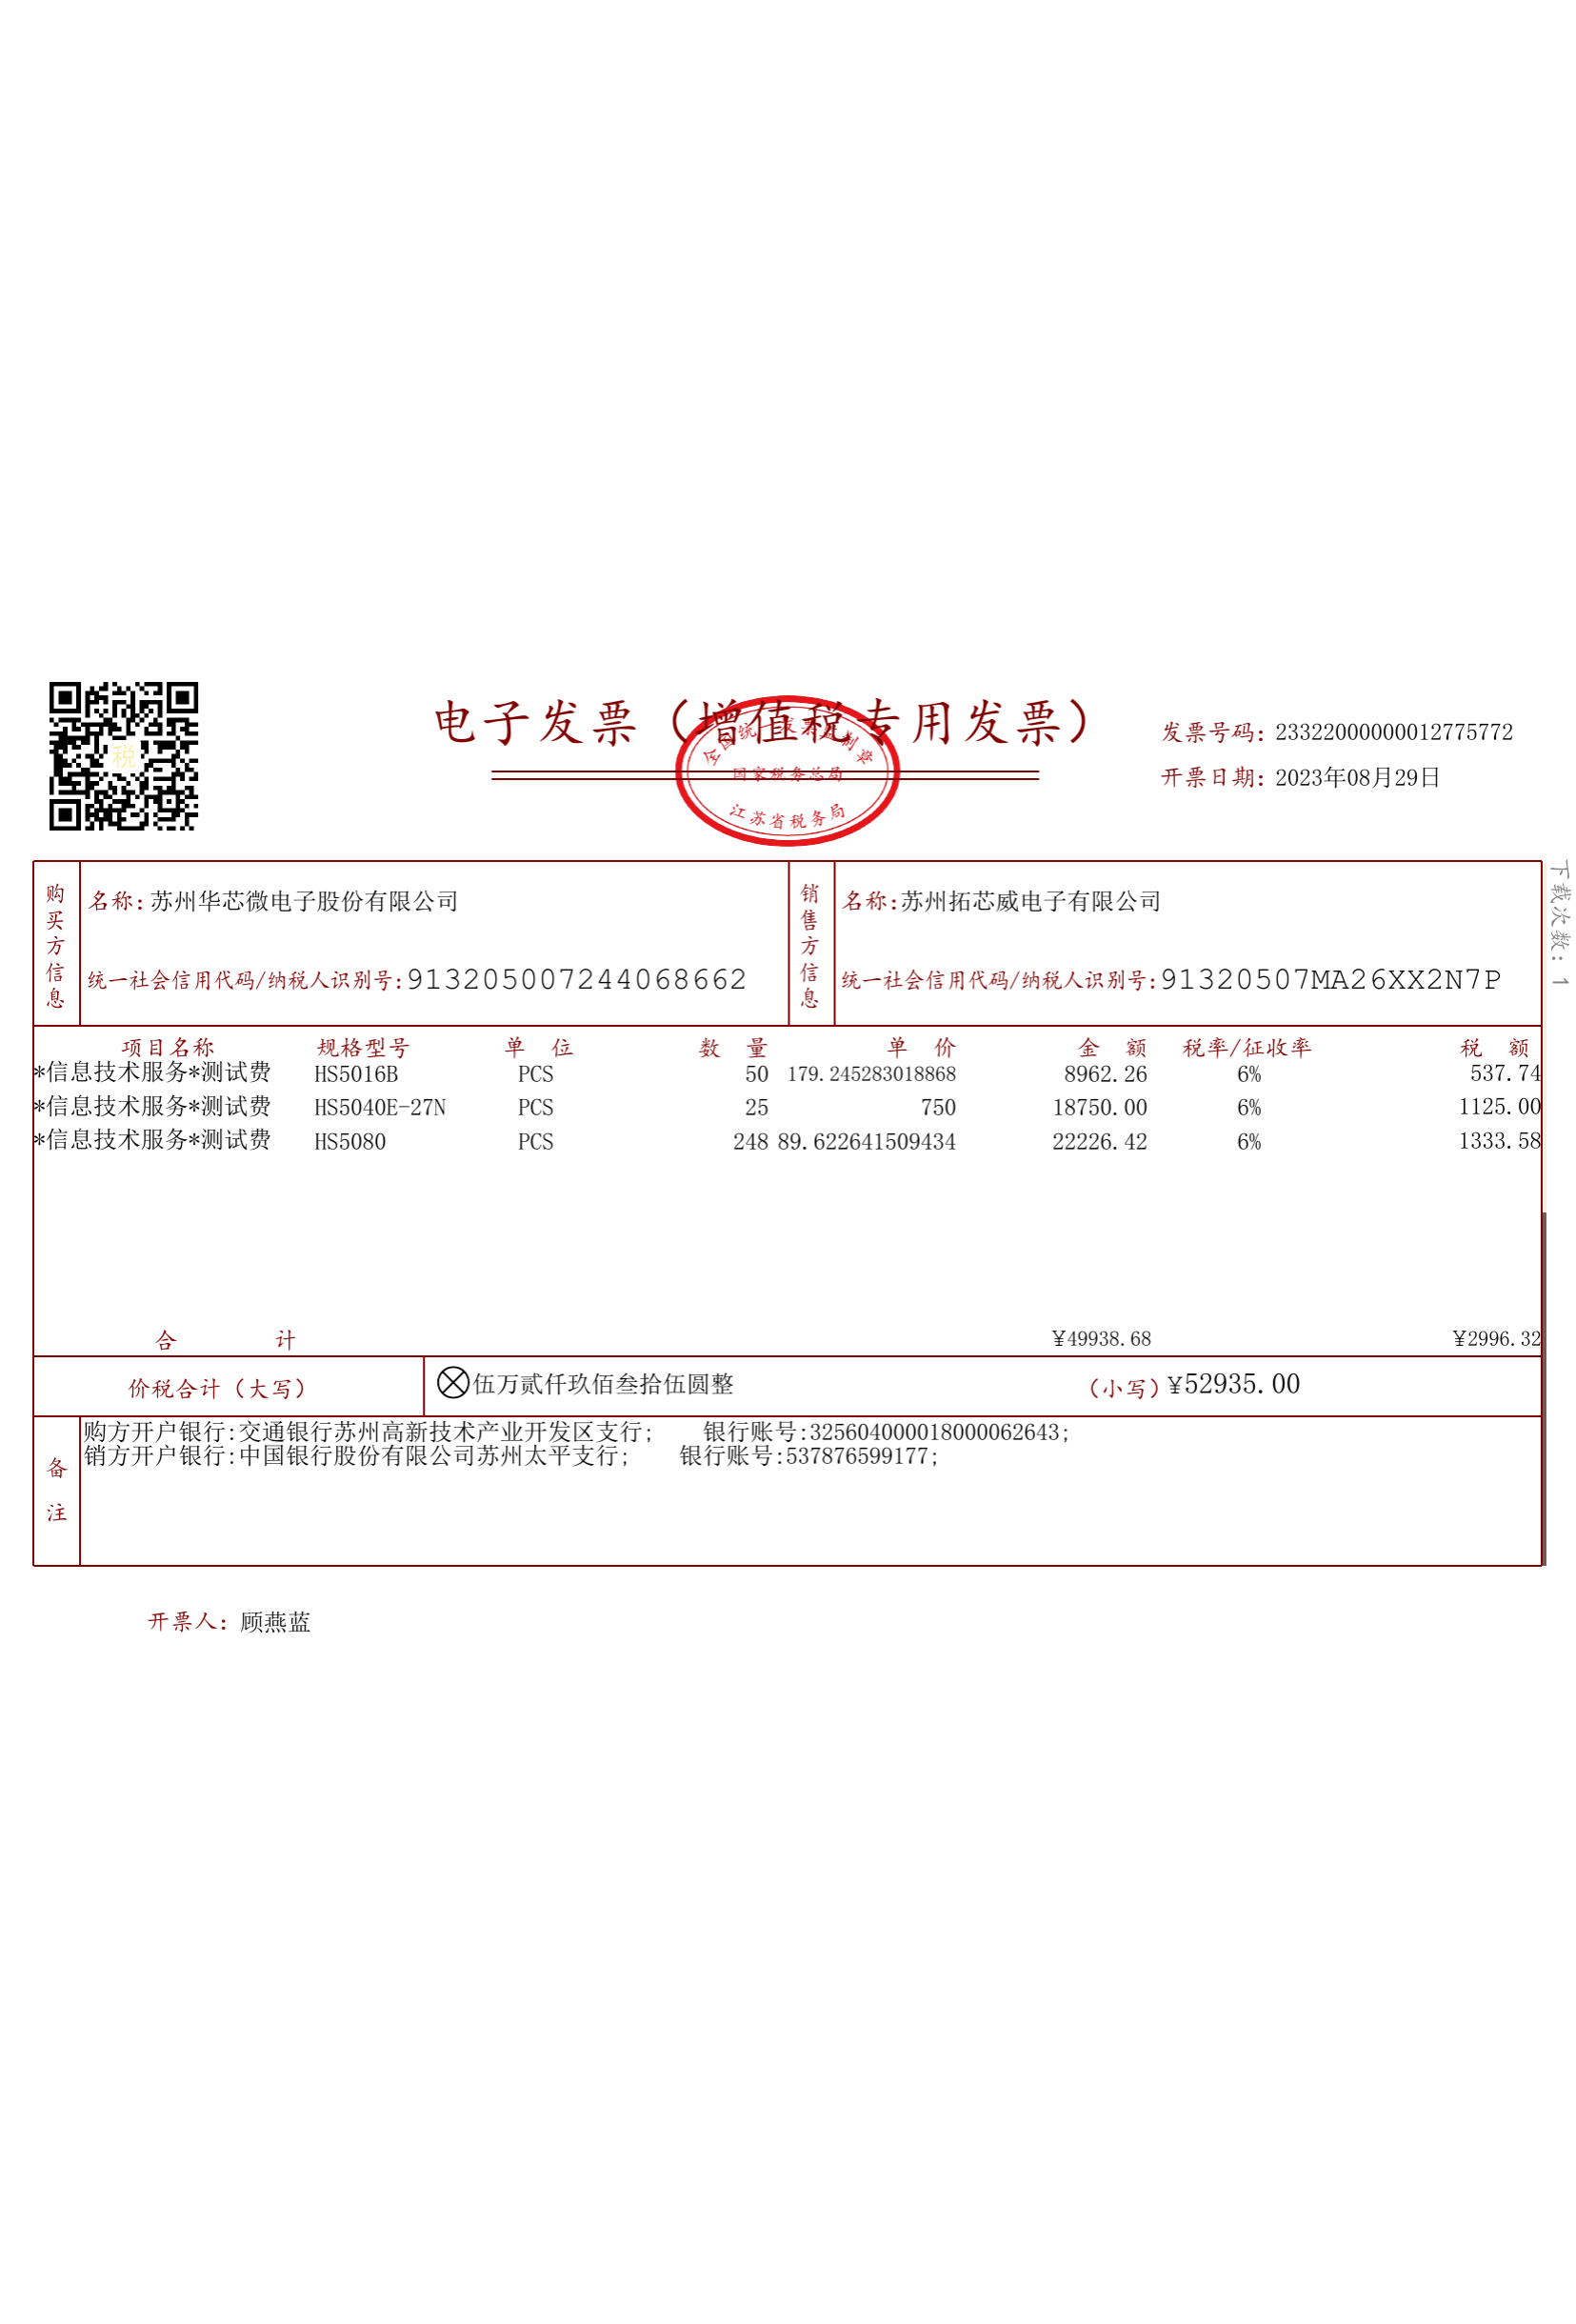 电子发票（增值税专用发票）
全国统一发票监制章
国家税务总局
江苏省税务局
税
发票号码：23322000000012775772
开票日期：2023年08月29日
下载次数：1
购买方信息
名称：苏州华芯微电子股份有限公司
统一社会信用代码/纳税人识别号：913205007244068662
销售方信息
名称：苏州拓芯威电子有限公司
统一社会信用代码/纳税人识别号：91320507MA26XX2N7P
项目名称 规格型号 单 位 数 量 单 价 金 额 税率/征收率 税 额
*信息技术服务*测试费 HS5016B PCS 50 179.245283018868 8962.26 6% 537.74
*信息技术服务*测试费 HS5040E-27N PCS 25 750 18750.00 6% 1125.00
*信息技术服务*测试费 HS5080 PCS 248 89.622641509434 22226.42 6% 1333.58
合 计 ¥49938.68 ¥2996.32
价税合计（大写） 伍万贰仟玖佰叁拾伍圆整 （小写）¥52935.00
备注
购方开户银行:交通银行苏州高新技术产业开发区支行; 银行账号:325604000018000062643;
销方开户银行:中国银行股份有限公司苏州太平支行; 银行账号:537876599177;
开票人：顾燕蓝